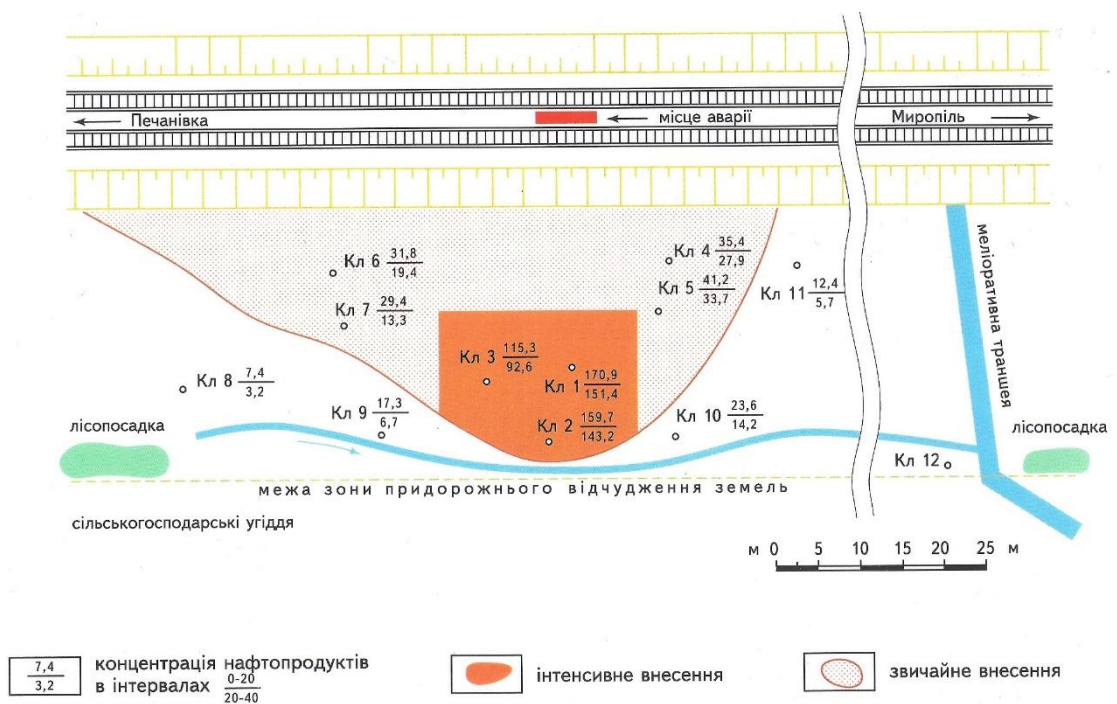 Печанівка
місце аварії
Миропіль
Кл 6 31,8
19,4
Кл 4 35,4
27,9
Кл 5 41,2
33,7
Кл 11 12,4
5,7
Кл 7 29,4
13,3
Кл 3 115,3
92,6
Кл 1 170,9
151,4
Кл 8 7,4
3,2
Кл 9 17,3
6,7
Кл 2 159,7
143,2
Кл 10 23,6
14,2
меліоративна траншея
лісопосадка
лісопосадка
Кл 12
межа зони придорожнього відчудження земель
сільськогосподарські угіддя
м 0 5 10 15 20 25 м
7,4
3,2
концентрація нафтопродуктів
в інтервалах 0-20
20-40
інтенсивне внесення
звичайне внесення